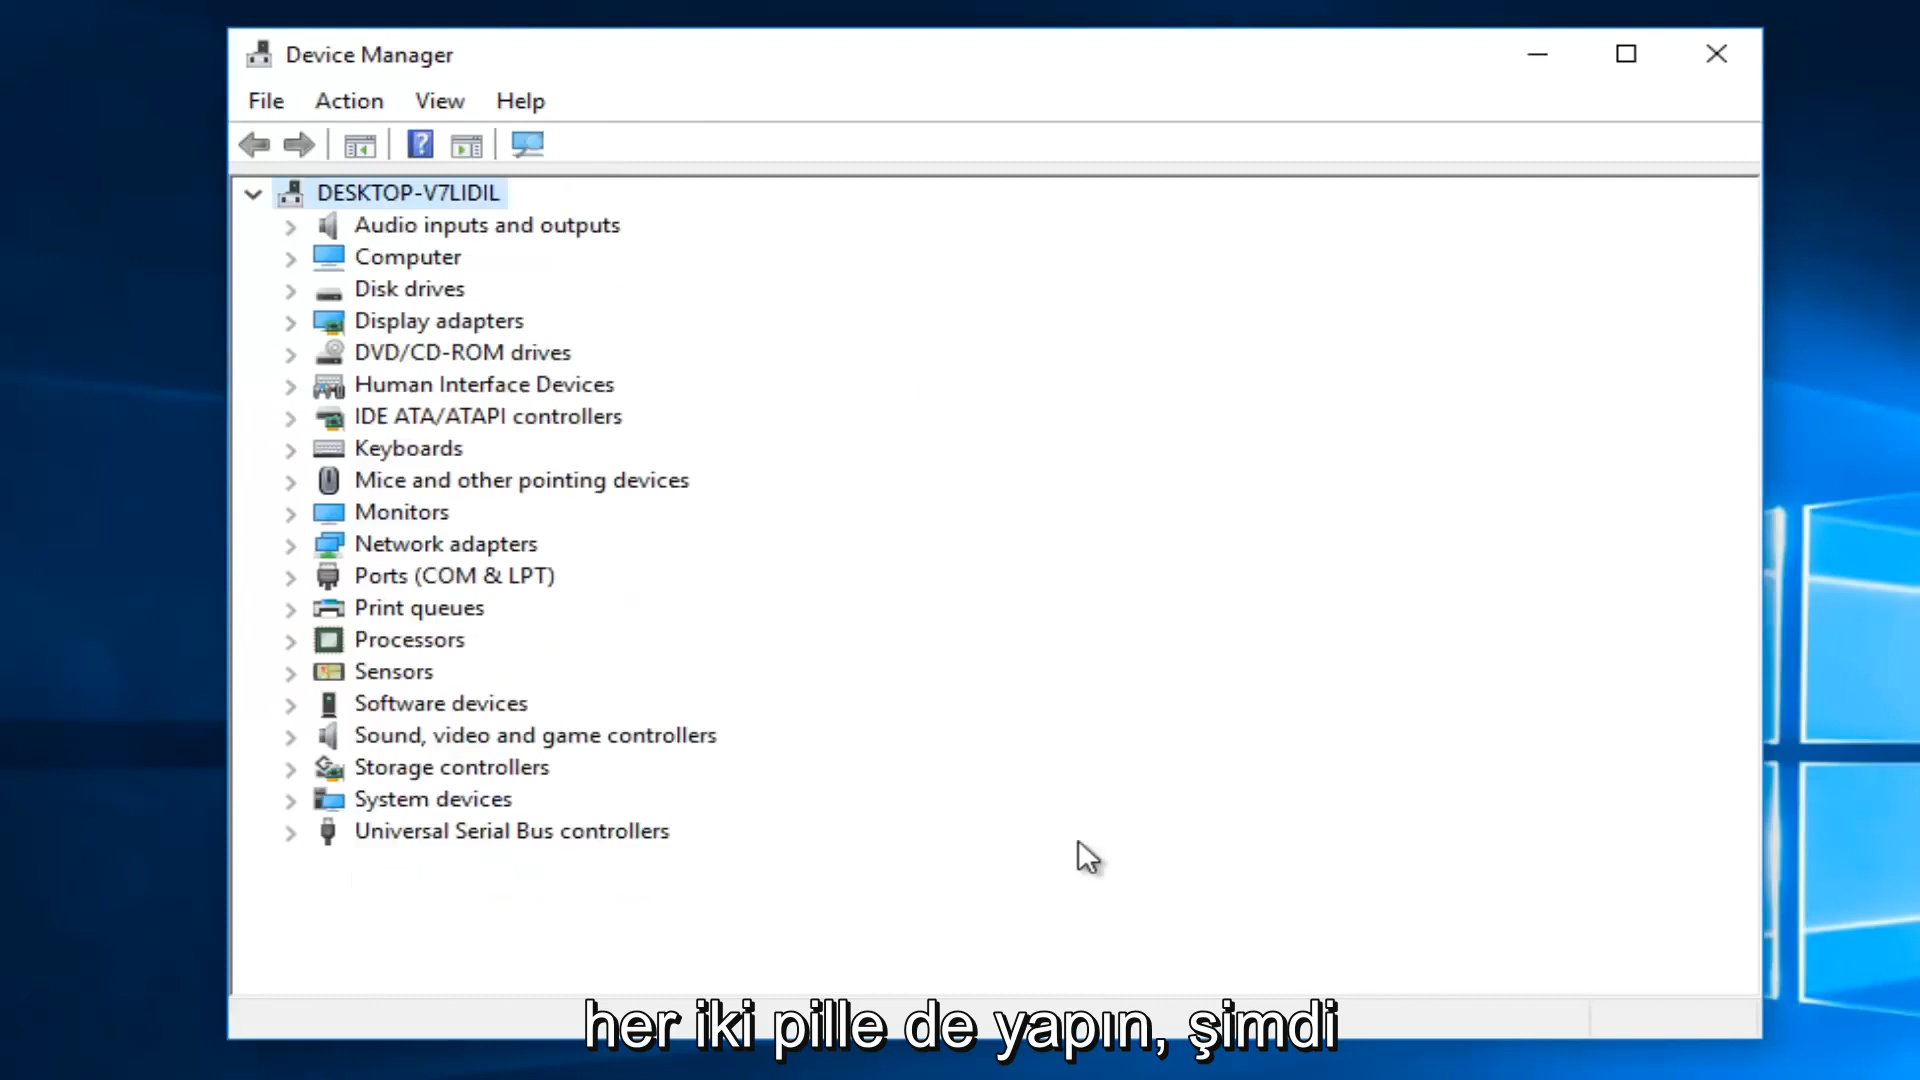 Device Manager
File Action View Help
DESKTOP-V7LIDIL
Audio inputs and outputs
Computer
Disk drives
Display adapters
DVD/CD-ROM drives
Human Interface Devices
IDE ATA/ATAPI controllers
Keyboards
Mice and other pointing devices
Monitors
Network adapters
Ports (COM & LPT)
Print queues
Processors
Sensors
Software devices
Sound, video and game controllers
Storage controllers
System devices
Universal Serial Bus controllers
her iki pille de yapın, şimdi